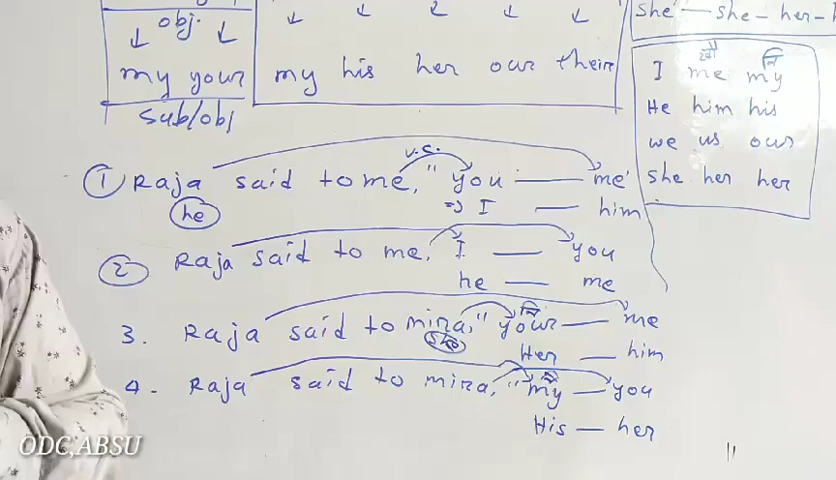 obj.
my your my his her our their
Sub/obj
She — she - her -
I me my
He him his
we us our
She her her
① Raja said to me, "you —— me'
he
v.c.
=> I —— him
② Raja said to me, I —— you
he —— me
3. Raja said to mira," your —— me
She
Her —— him
4. Raja said to mira, "my —— you
His —— her
ODC,ABSU